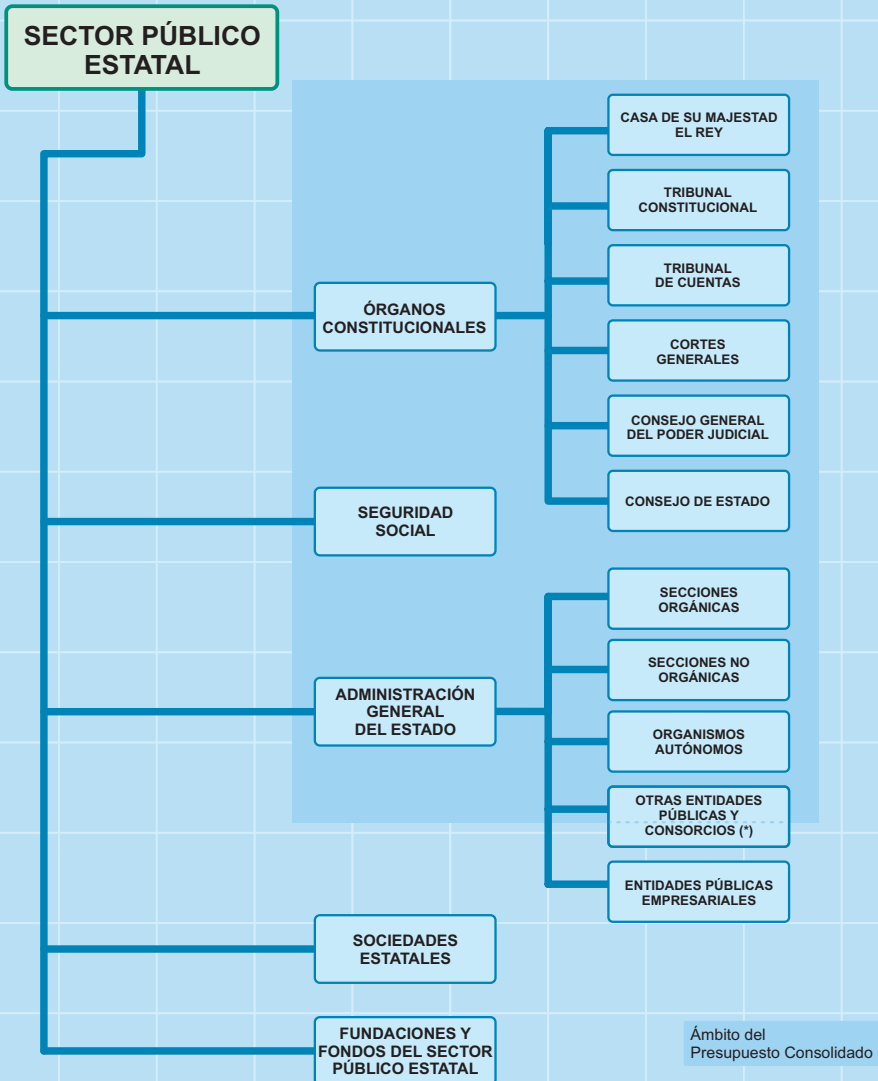 SECTOR PÚBLICO
ESTATAL
ÓRGANOS
CONSTITUCIONALES
CASA DE SU MAJESTAD
EL REY
TRIBUNAL
CONSTITUCIONAL
TRIBUNAL
DE CUENTAS
CORTES
GENERALES
CONSEJO GENERAL
DEL PODER JUDICIAL
CONSEJO DE ESTADO
SEGURIDAD
SOCIAL
ADMINISTRACIÓN
GENERAL
DEL ESTADO
SECCIONES
ORGÁNICAS
SECCIONES NO
ORGÁNICAS
ORGANISMOS
AUTÓNOMOS
OTRAS ENTIDADES
PÚBLICAS Y
CONSORCIOS (*)
ENTIDADES PÚBLICAS
EMPRESARIALES
SOCIEDADES
ESTATALES
FUNDACIONES Y
FONDOS DEL SECTOR
PÚBLICO ESTATAL
Ámbito del
Presupuesto Consolidado